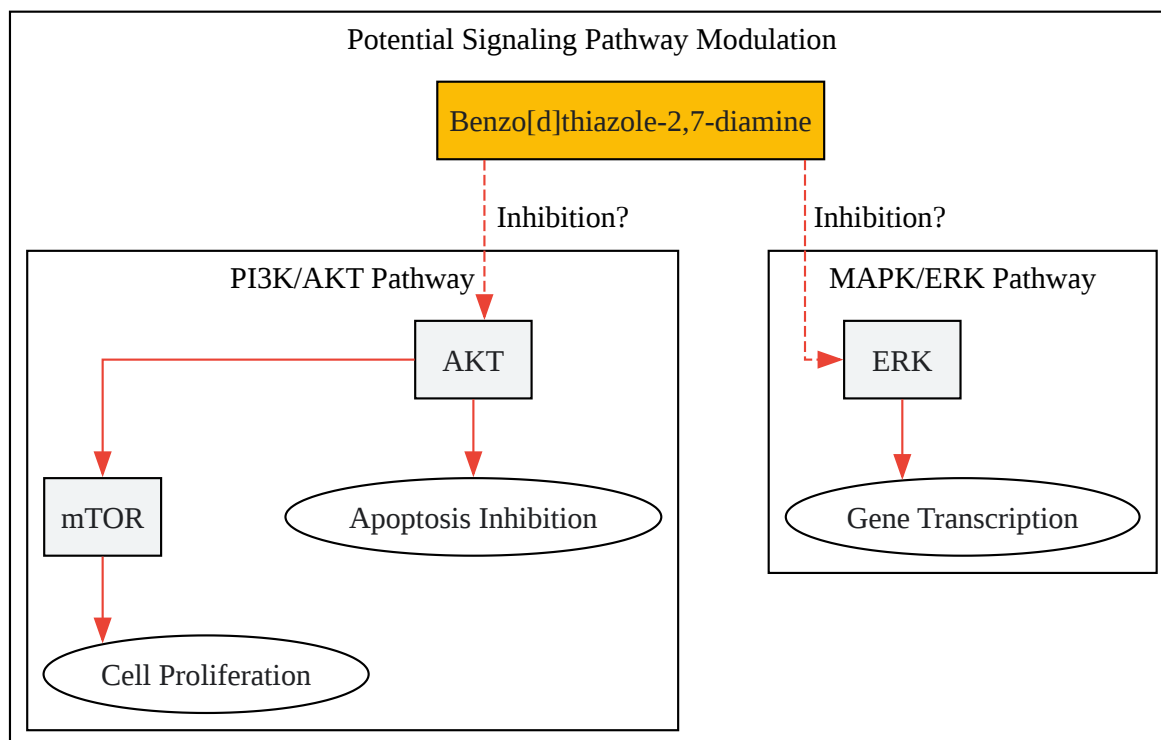 Potential Signaling Pathway Modulation
Benzo[d]thiazole-2,7-diamine
Inhibition?
Inhibition?
PI3K/AKT Pathway
MAPK/ERK Pathway
AKT
ERK
mTOR
Apoptosis Inhibition
Gene Transcription
Cell Proliferation